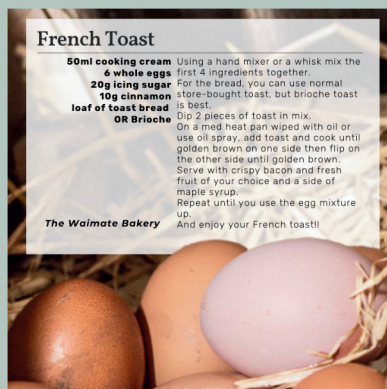 French Toast
50ml cooking cream
6 whole eggs
20g icing sugar
10g cinnamon
loaf of toast bread
OR Brioche
Using a hand mixer or a whisk mix the
first 4 ingredients together.
For the bread, you can use normal
store-bought toast, but brioche toast
is best.
Dip 2 pieces of toast in mix.
On a med heat pan wiped with oil or
use oil spray, add toast and cook until
golden brown on one side then flip on
the other side until golden brown.
Serve with crispy bacon and fresh
fruit of your choice and a side of
maple syrup.
Repeat until you use the egg mixture
up.
And enjoy your French toast!!
The Waimate Bakery